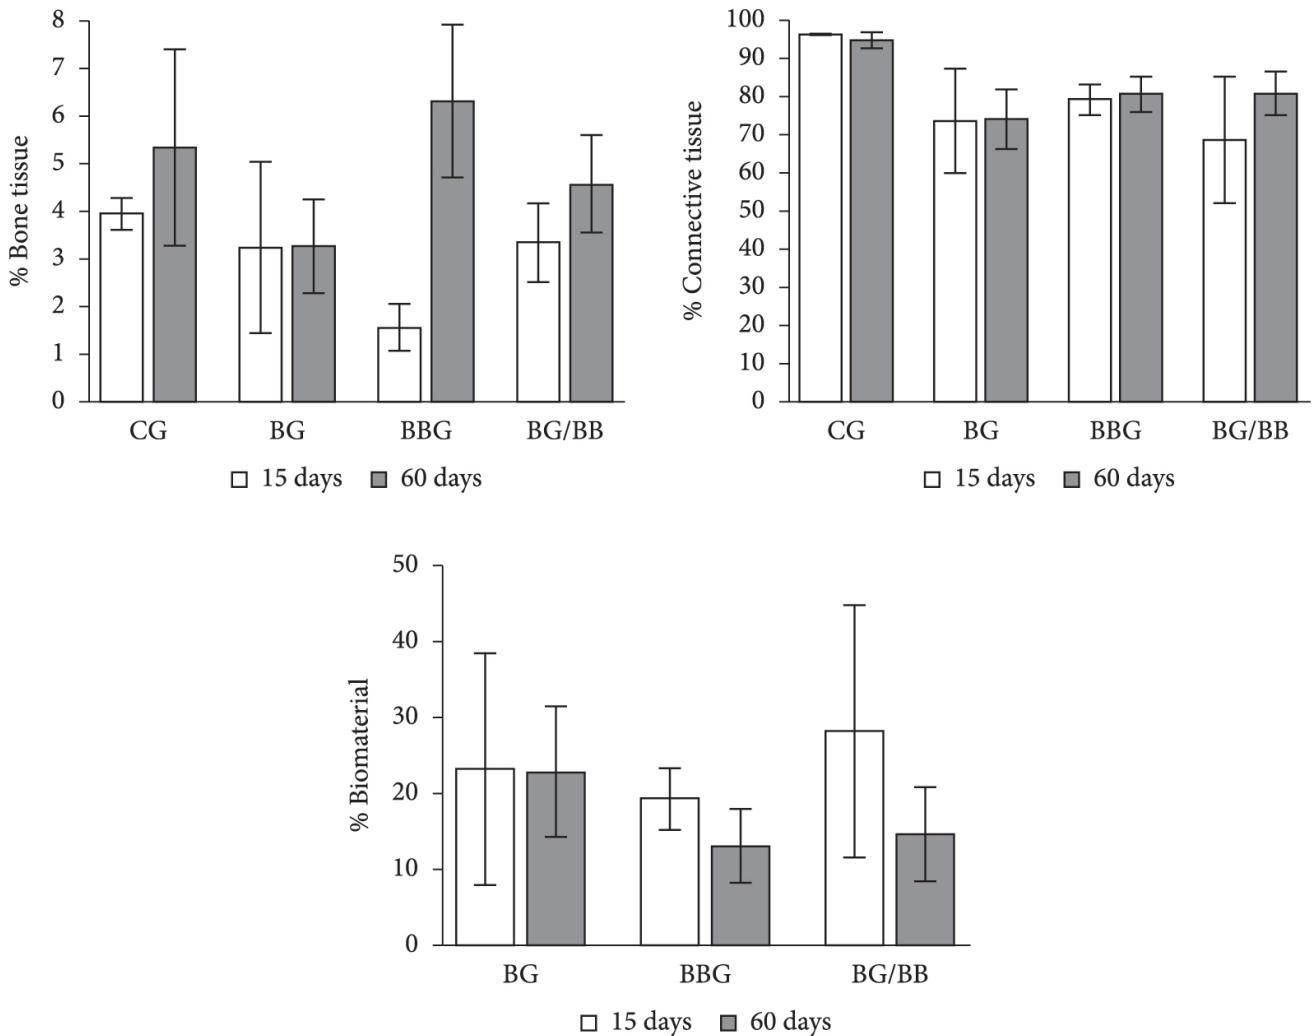 % Bone tissue
8
7
6
5
4
3
2
1
0
CG BG BBG BG/BB
15 days 60 days
% Connective tissue
100
90
80
70
60
50
40
30
20
10
0
CG BG BBG BG/BB
15 days 60 days
% Biomaterial
50
40
30
20
10
0
BG BBG BG/BB
15 days 60 days